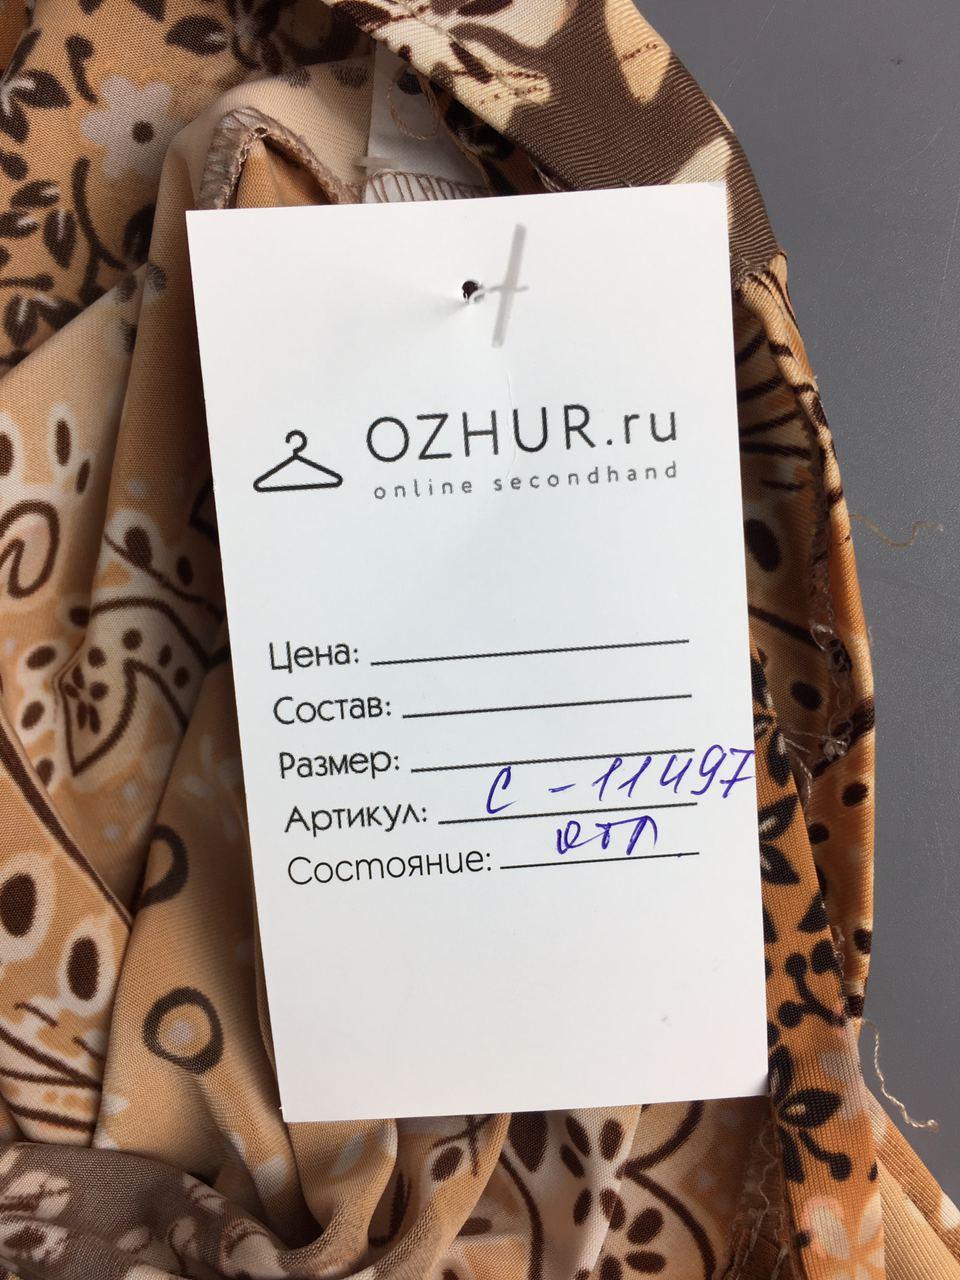 OZHUR.ru
online secondhand
Цена:
Состав:
Размер:
Артикул: С-11497
Состояние: отл